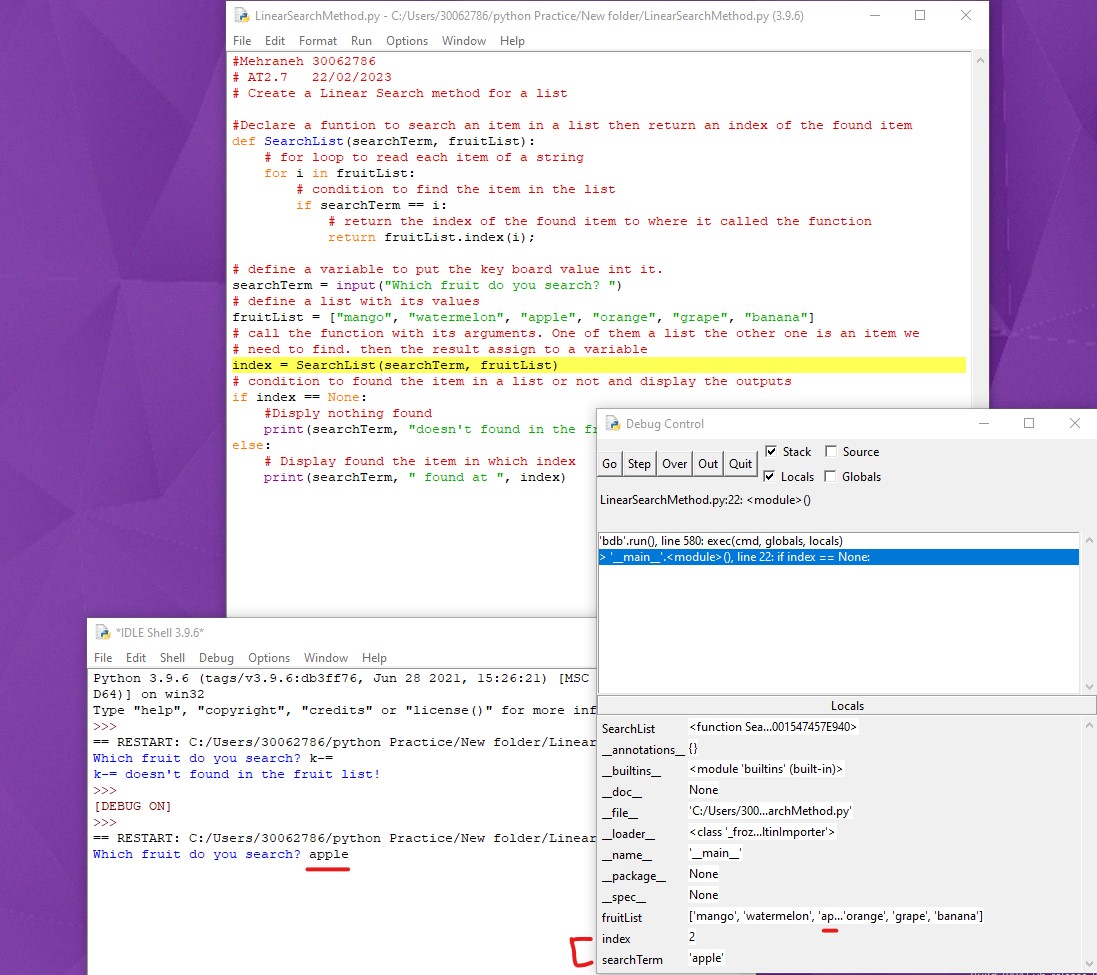 LinearSearchMethod.py - C:/Users/30062786/python Practice/New folder/LinearSearchMethod.py (3.9.6)
File Edit Format Run Options Window Help
#Mehraneh 30062786
# AT2.7   22/02/2023
# Create a Linear Search method for a list
#Declare a funtion to search an item in a list then return an index of the found item
def SearchList(searchTerm, fruitList):
    # for loop to read each item of a string
    for i in fruitList:
        # condition to find the item in the list
        if searchTerm == i:
            # return the index of the found item to where it called the function
            return fruitList.index(i);
# define a variable to put the key board value int it.
searchTerm = input("Which fruit do you search? ")
# define a list with its values
fruitList = ["mango", "watermelon", "apple", "orange", "grape", "banana"]
# call the function with its arguments. One of them a list the other one is an item we
# need to find. then the result assign to a variable
index = SearchList(searchTerm, fruitList)
# condition to found the item in a list or not and display the outputs
if index == None:
    #Disply nothing found
    print(searchTerm, "doesn't found in the fr
else:
    # Display found the item in which index
    print(searchTerm, " found at ", index)
Debug Control
Go Step Over Out Quit Stack Source
Locals Globals
LinearSearchMethod.py:22: <module>()
'bdb'.run(), line 580: exec(cmd, globals, locals)
> '__main__'.<module>(), line 22: if index == None:
Locals
SearchList <function Sea...001547457E940>
__annotations__ {}
__builtins__ <module 'builtins' (built-in)>
__doc__ None
__file__ 'C:/Users/300...archMethod.py'
__loader__ <class '_froz...ltinImporter'>
__name__ '__main__'
__package__ None
__spec__ None
fruitList ['mango', 'watermelon', 'ap...'orange', 'grape', 'banana']
index 2
searchTerm 'apple'
*IDLE Shell 3.9.6*
File Edit Shell Debug Options Window Help
Python 3.9.6 (tags/v3.9.6:db3ff76, Jun 28 2021, 15:26:21) [MSC
D64)] on win32
Type "help", "copyright", "credits" or "license()" for more inf
>>>
== RESTART: C:/Users/30062786/python Practice/New folder/Linear
Which fruit do you search? k-=
k-= doesn't found in the fruit list!
>>>
[DEBUG ON]
>>>
== RESTART: C:/Users/30062786/python Practice/New folder/Linear
Which fruit do you search? apple